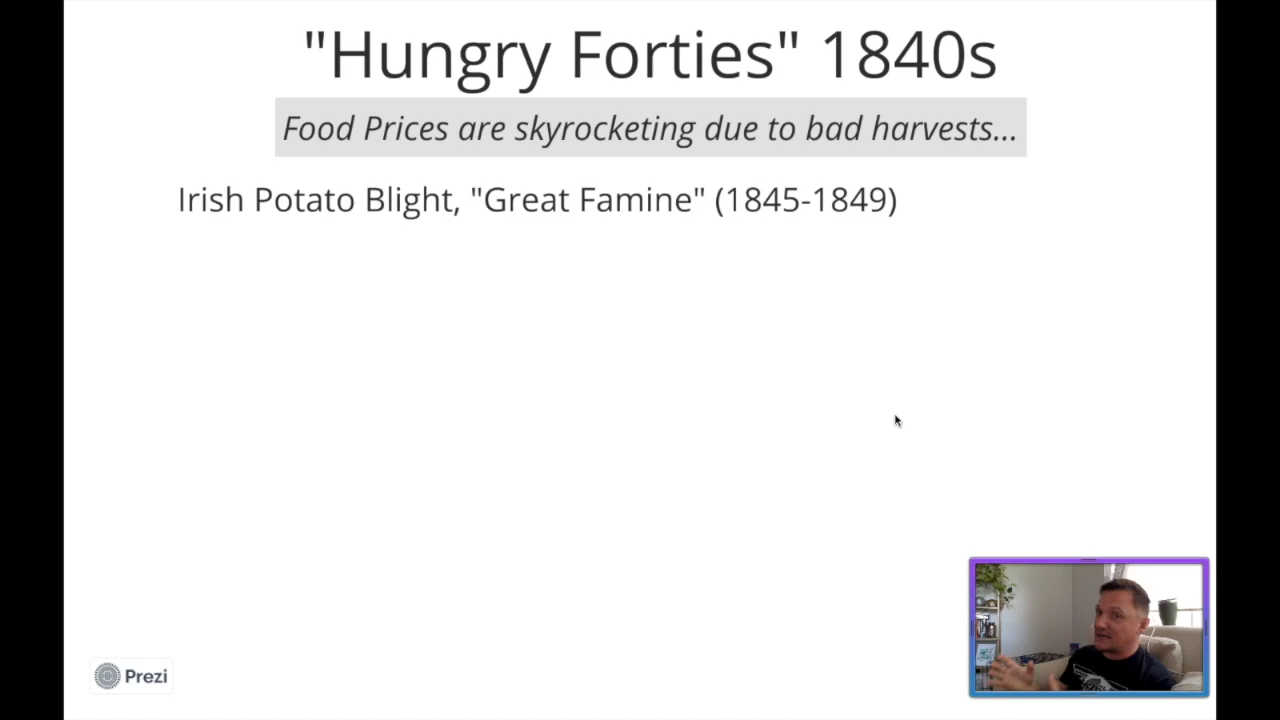 "Hungry Forties" 1840s
Food Prices are skyrocketing due to bad harvests...
Irish Potato Blight, "Great Famine" (1845-1849)
Prezi